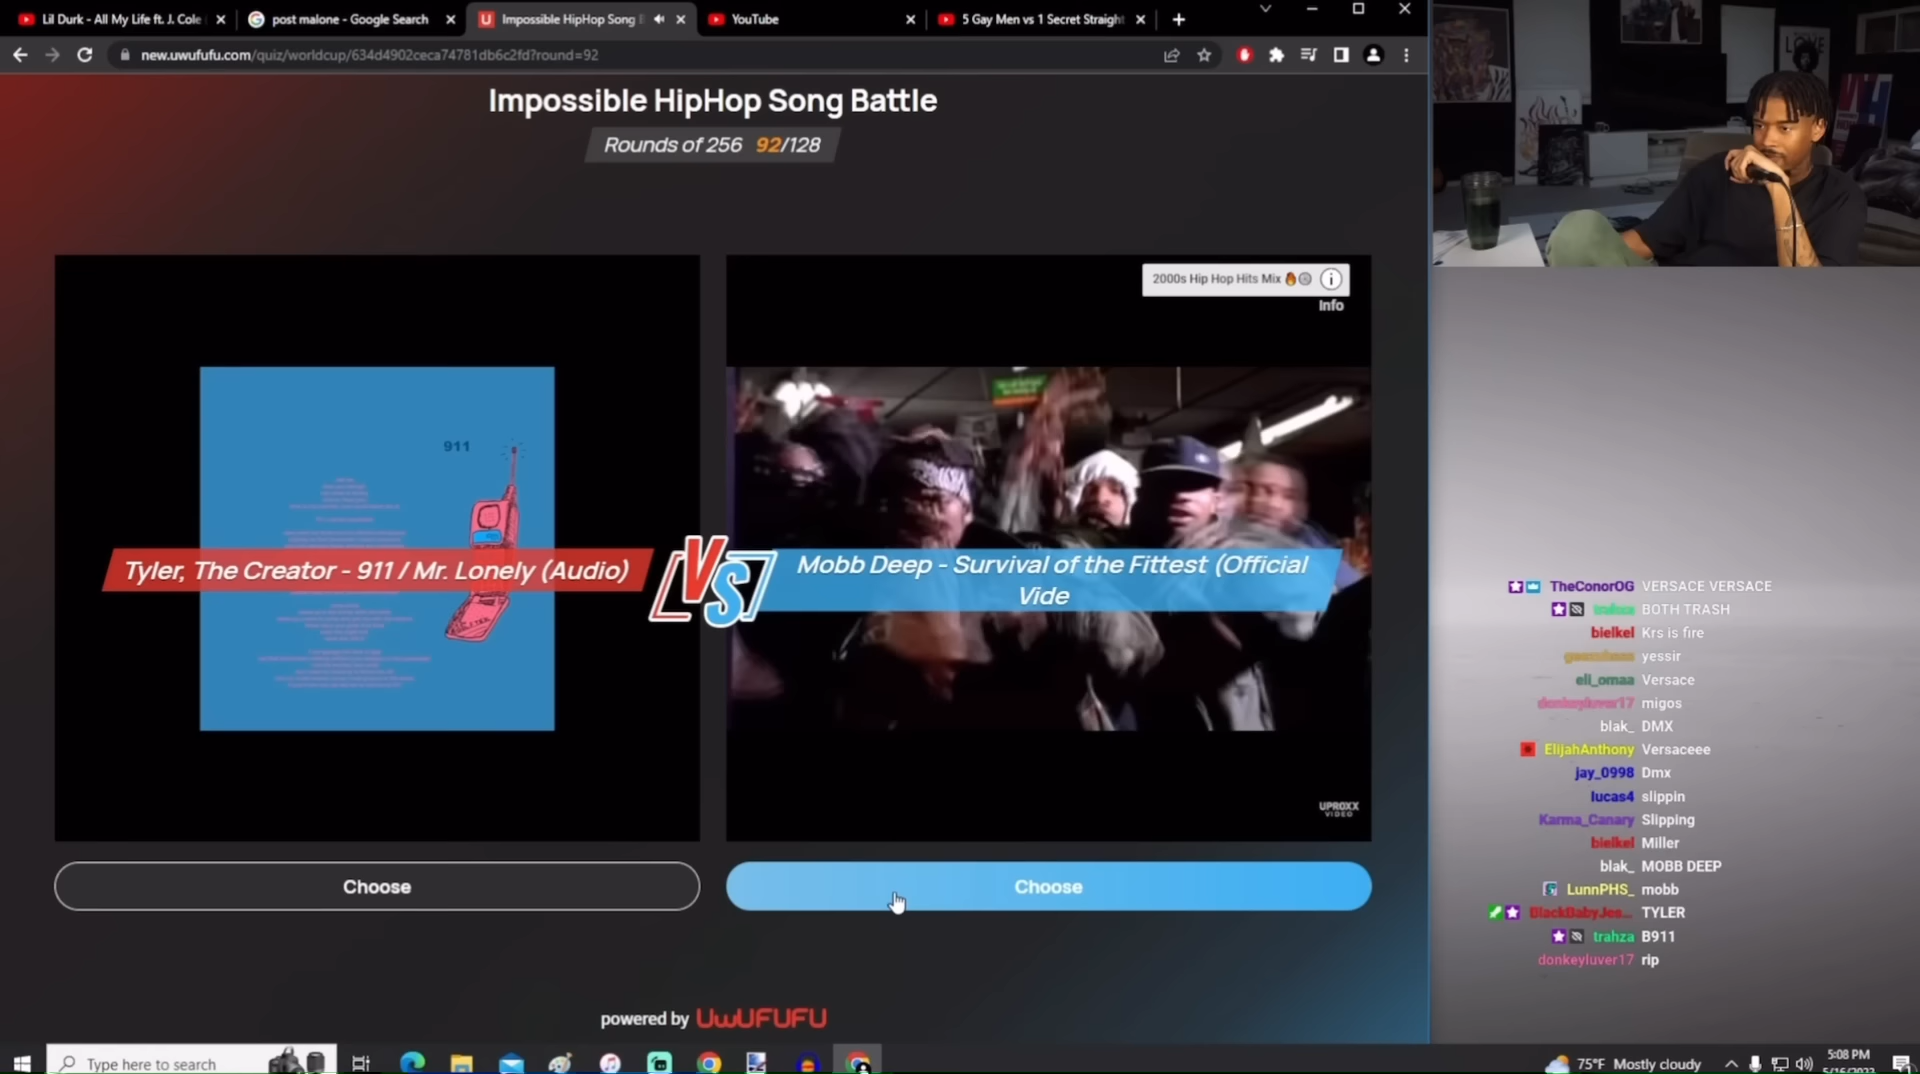 Lil Durk - All My Life ft. J. Cole
post malone - Google Search
Impossible HipHop Song
YouTube
5 Gay Men vs 1 Secret Straight
new.uwufufu.com/quiz/worldcup/634d4902ceca74781db6c2fd?round=92
Impossible HipHop Song Battle
Rounds of 256 92/128
2000s Hip Hop Hits Mix
Info
911
Tyler, The Creator - 911 / Mr. Lonely (Audio)
VS
Mobb Deep - Survival of the Fittest (Official
Vide
UPROXX
VIDEO
Choose
Choose
powered by UwUFUFU
LOVE
TheConorOG VERSACE VERSACE
trahza BOTH TRASH
bielkel Krs is fire
yessir
eli_omaa Versace
donkeyluver17 migos
blak_ DMX
ElijahAnthony Versaceee
jay_0998 Dmx
lucas4 slippin
Karma_Canary Slipping
bielkel Miller
blak_ MOBB DEEP
LunnPHS_ mobb
BlackBabyJes... TYLER
trahza B911
donkeyluver17 rip
Type here to search
75°F Mostly cloudy
5:08 PM